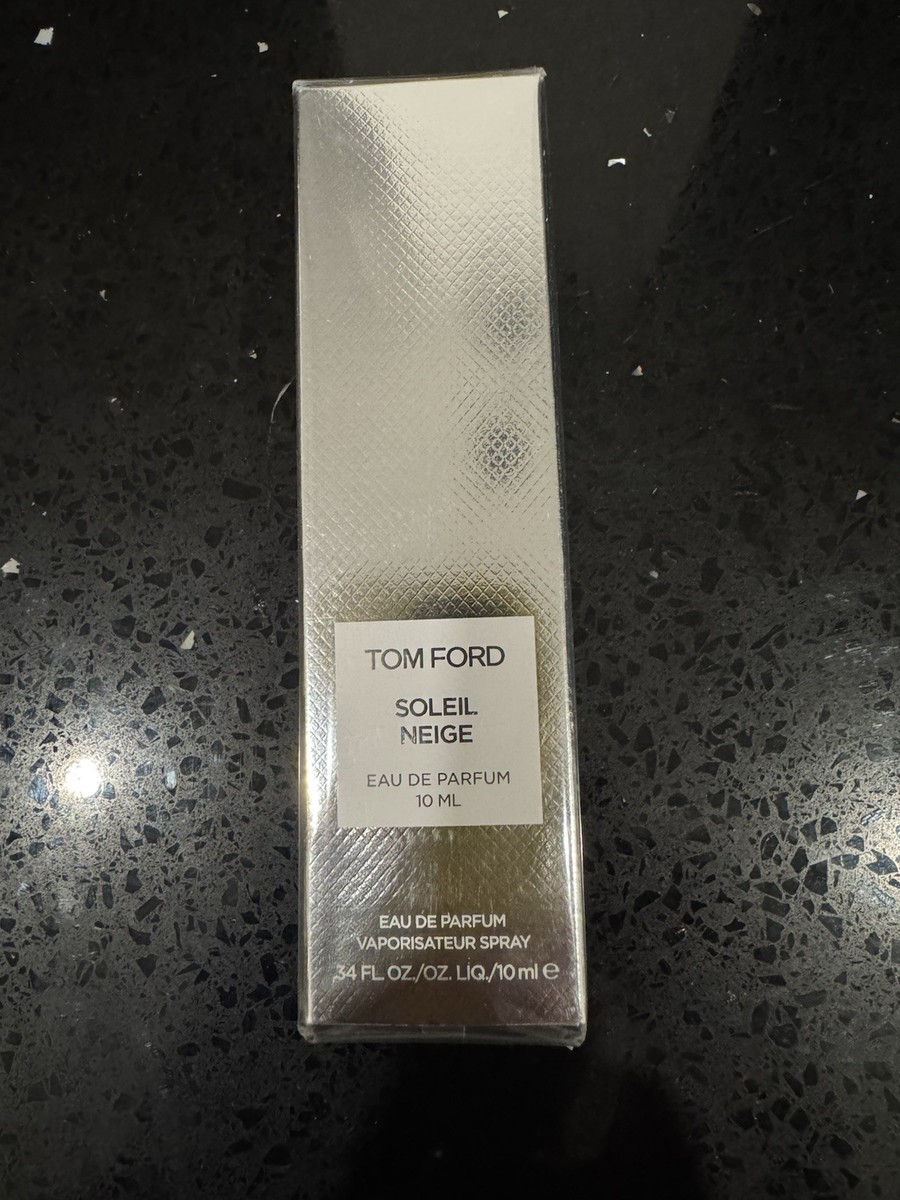 TOM FORD
SOLEIL
NEIGE
EAU DE PARFUM
10 ML
EAU DE PARFUM
VAPORISATEUR SPRAY
.34 FL. OZ./OZ. LIQ./10 ml ℮